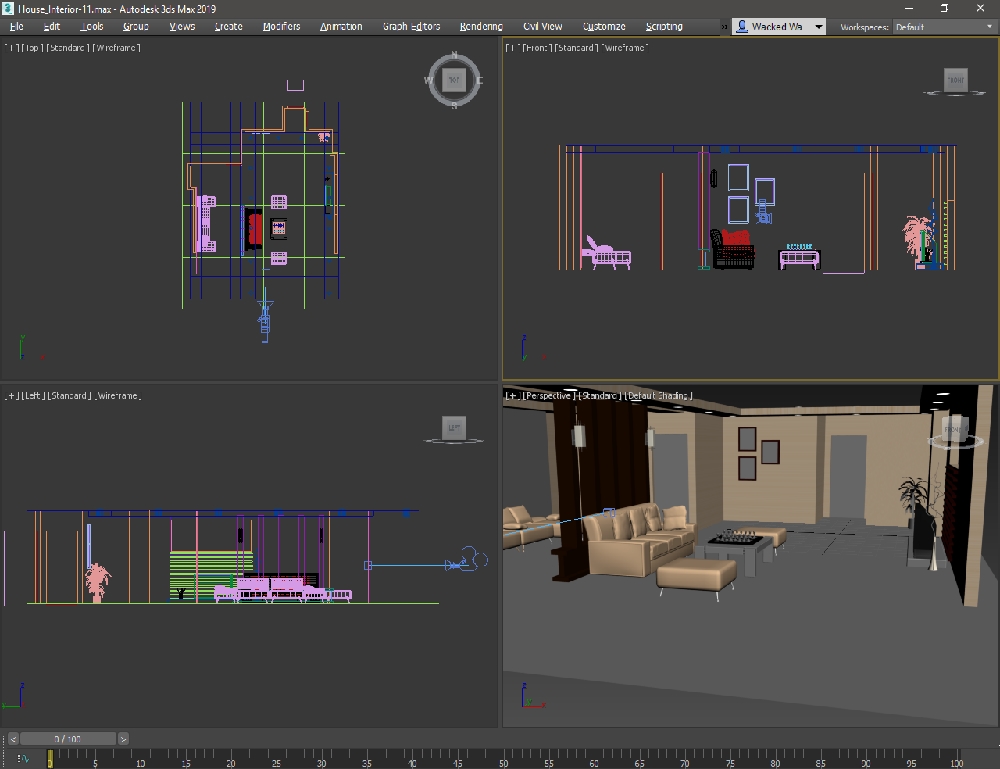 House_Interior-11.max - Autodesk 3ds Max 2019
File Edit Tools Group Views Create Modifiers Animation Graph Editors Rendering Civil View Customize Scripting » Wacked Wa Workspaces: Default
[+] [Top] [Standard] [Wireframe]
[+] [Front] [Standard] [Wireframe]
N
W TOP E
S
FRONT
[+] [Left] [Standard] [Wireframe]
[+] [Perspective] [Standard] [Default Shading]
LEFT
FRONT
< 0 / 100 >
0 5 10 15 20 25 30 35 40 45 50 55 60 65 70 75 80 85 90 95 100